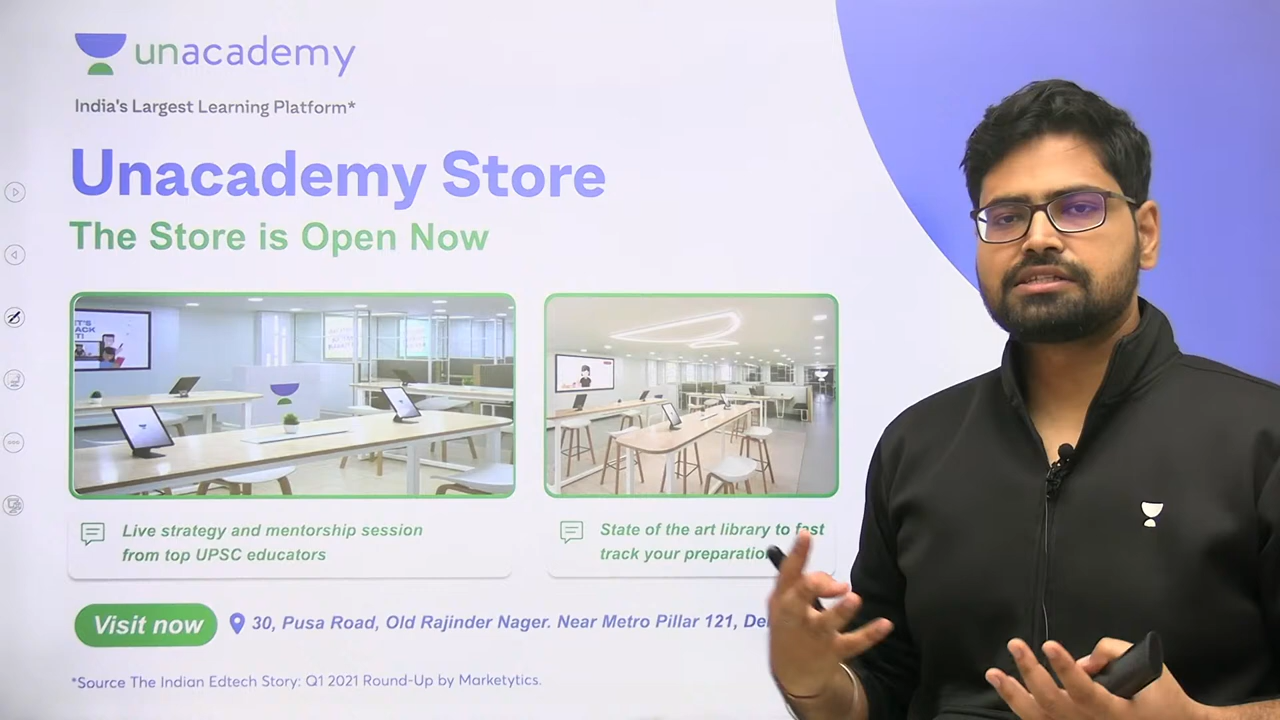 unacademy
India's Largest Learning Platform*
Unacademy Store
The Store is Open Now
Live strategy and mentorship session
from top UPSC educators
State of the art library to fast
track your preparation
Visit now
30, Pusa Road, Old Rajinder Nager. Near Metro Pillar 121,
*Source The Indian Edtech Story: Q1 2021 Round-Up by Marketytics.